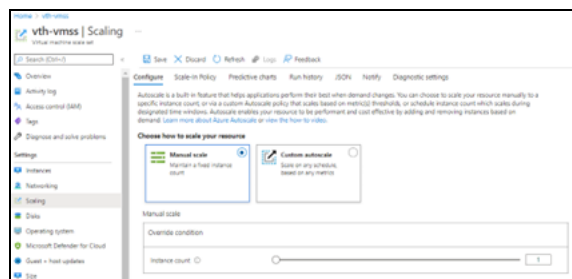 Home > vth-vmss
vth-vmss | Scaling ...
Virtual machine scale set
Search (Ctrl+/)
Save Discard Refresh Logs Feedback
Overview
Activity log
Access control (IAM)
Tags
Diagnose and solve problems
Settings
Instances
Networking
Scaling
Disks
Operating system
Microsoft Defender for Cloud
Guest + host updates
Size
Configure Scale-In Policy Predictive charts Run history JSON Notify Diagnostic settings
Autoscale is a built-in feature that helps applications perform their best when demand changes. You can choose to scale your resource manually to a
specific instance count, or via a custom Autoscale policy that scales based on metric(s) thresholds, or schedule instance count which scales during
designated time windows. Autoscale enables your resource to be performant and cost effective by adding and removing instances based on
demand. Learn more about Azure Autoscale or view the how-to video.
Choose how to scale your resource
Manual scale
Maintain a fixed instance
count
Custom autoscale
Scale on any schedule,
based on any metrics
Manual scale
Override condition
Instance count
1